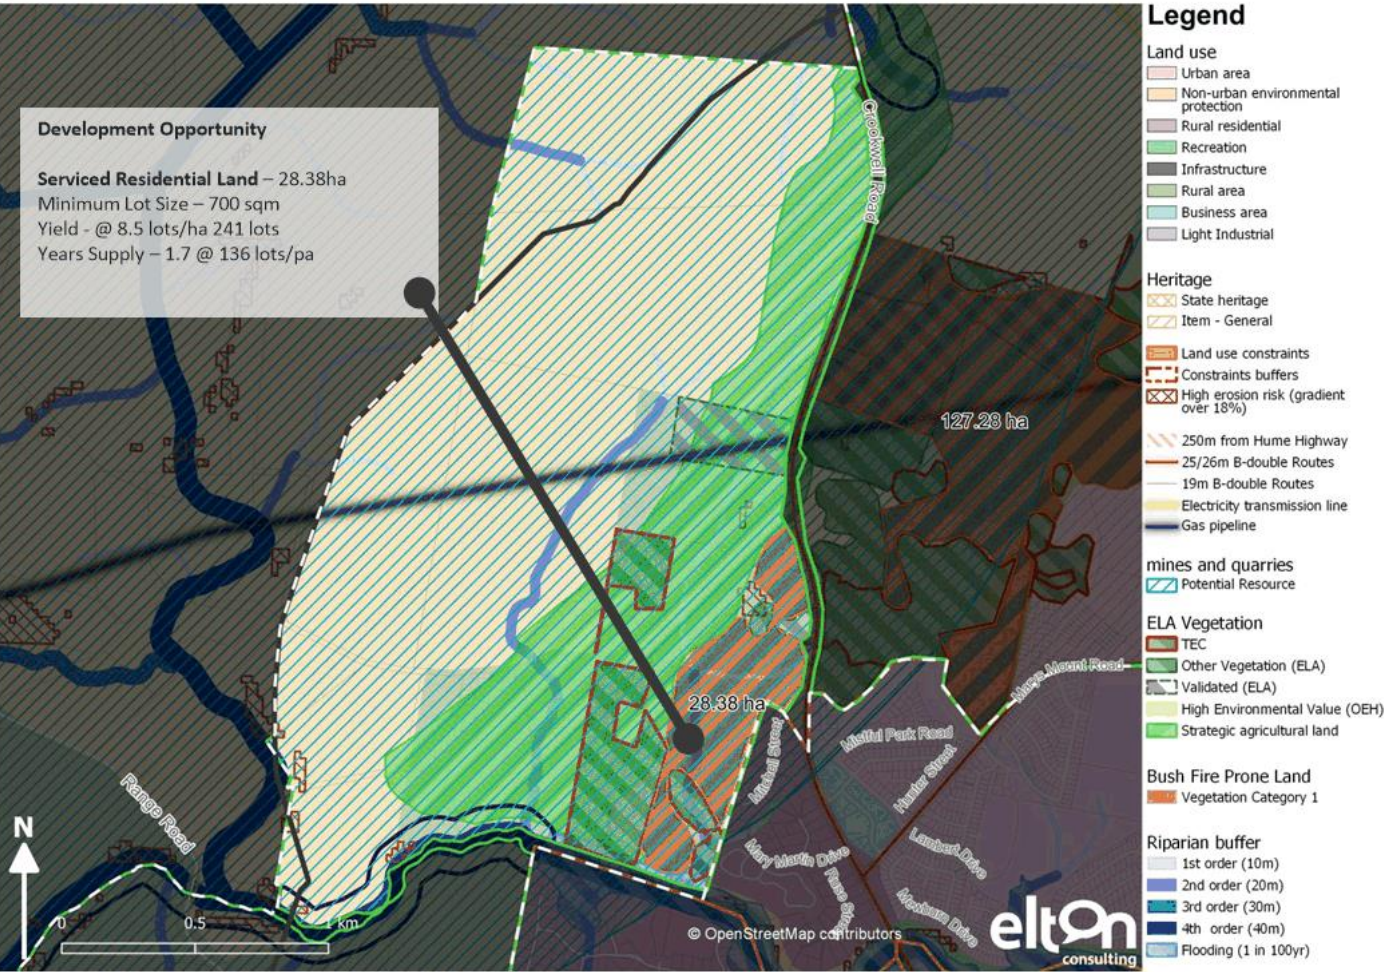 Development Opportunity
Serviced Residential Land – 28.38ha
Minimum Lot Size – 700 sqm
Yield - @ 8.5 lots/ha 241 lots
Years Supply – 1.7 @ 136 lots/pa
Crookwell Road
127.28 ha
28.38 ha
Marys Mount Road
Mistful Park Road
Hunter Street
Mitchell Street
Lambert Drive
Mary Martin Drive
Mewburn Drive
Range Road
N
0 0.5 1 km
© OpenStreetMap contributors
elton
consulting
Legend
Land use
Urban area
Non-urban environmental
protection
Rural residential
Recreation
Infrastructure
Rural area
Business area
Light Industrial
Heritage
State heritage
Item - General
Land use constraints
Constraints buffers
High erosion risk (gradient
over 18%)
250m from Hume Highway
25/26m B-double Routes
19m B-double Routes
Electricity transmission line
Gas pipeline
mines and quarries
Potential Resource
ELA Vegetation
TEC
Other Vegetation (ELA)
Validated (ELA)
High Environmental Value (OEH)
Strategic agricultural land
Bush Fire Prone Land
Vegetation Category 1
Riparian buffer
1st order (10m)
2nd order (20m)
3rd order (30m)
4th order (40m)
Flooding (1 in 100yr)